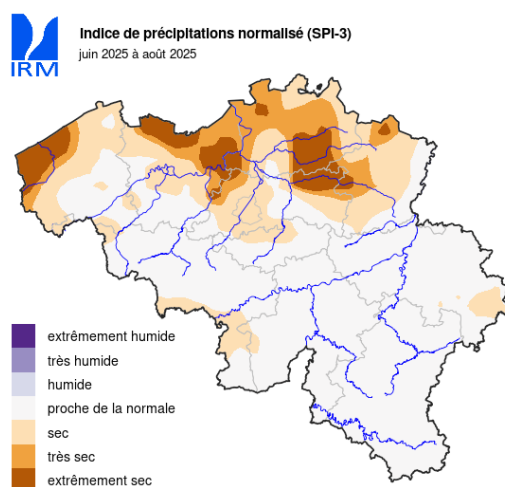 Indice de précipitations normalisé (SPI-3)
juin 2025 à août 2025
IRM
extrêmement humide
très humide
humide
proche de la normale
sec
très sec
extrêmement sec